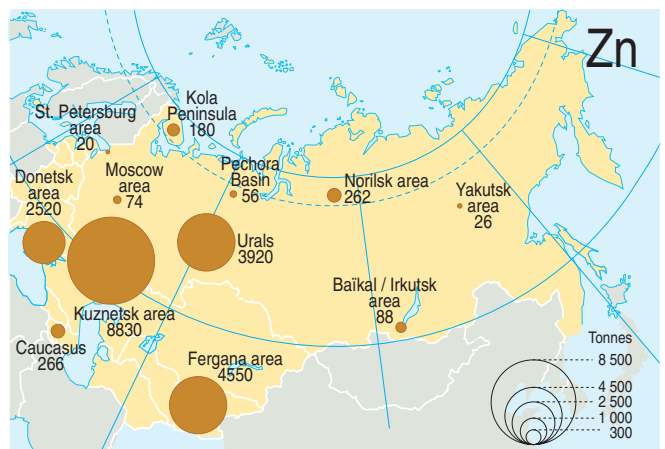 Zn
St. Petersburg
area
20
Kola
Peninsula
180
Donetsk
area
2520
Moscow
area
74
Pechora
Basin
56
Norilsk area
262
Yakutsk
area
26
Urals
3920
Baïkal / Irkutsk
area
88
Kuznetsk area
8830
Caucasus
266
Fergana area
4550
Tonnes
8 500
4 500
2 500
1 000
300